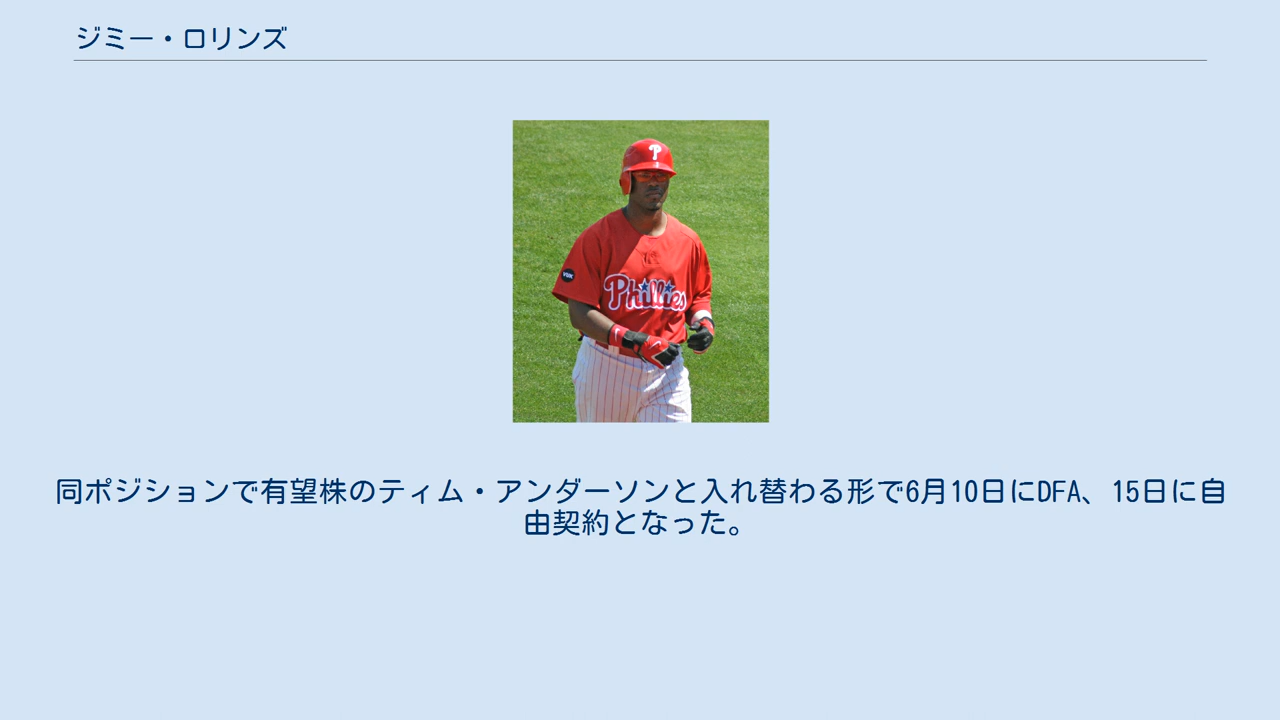 ジミー・ロリンズ
P
Phillies
VUK
同ポジションで有望株のティム・アンダーソンと入れ替わる形で6月10日にDFA、15日に自
由契約となった。